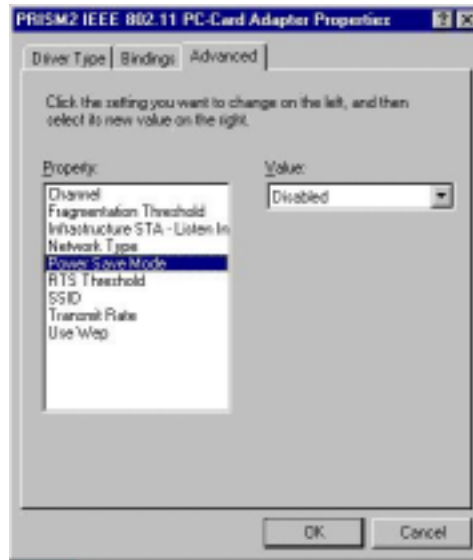 PRISM2 IEEE 802.11 PC-Card Adapter Properties
Driver Type Bindings Advanced
Click the setting you want to change on the left, and then
select its new value on the right.
Property: Value:
Channel Disabled
Fragmentation Threshold
Infrastructure STA - Listen In
Network Type
Power Save Mode
RTS Threshold
SSID
Transmit Rate
Use Wep
OK Cancel